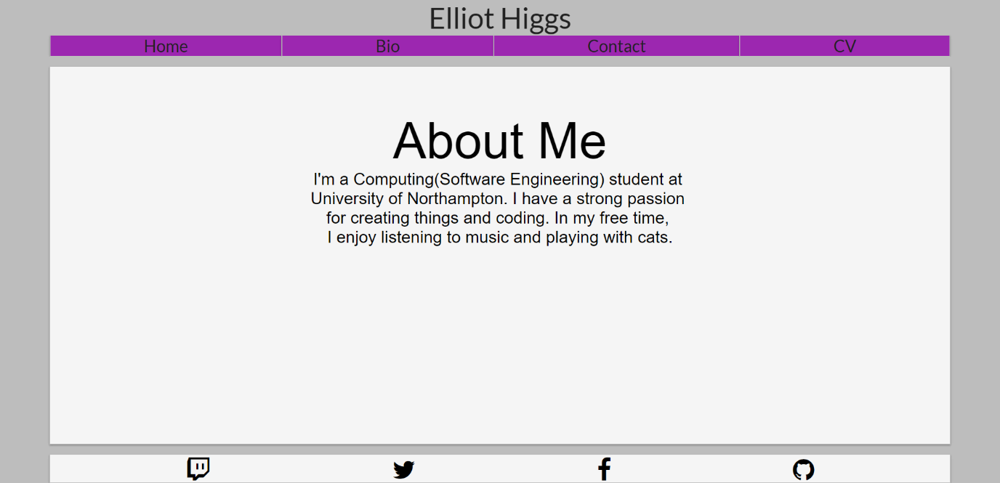 Elliot Higgs
Home Bio Contact CV
About Me
I'm a Computing(Software Engineering) student at
University of Northampton. I have a strong passion
for creating things and coding. In my free time,
I enjoy listening to music and playing with cats.